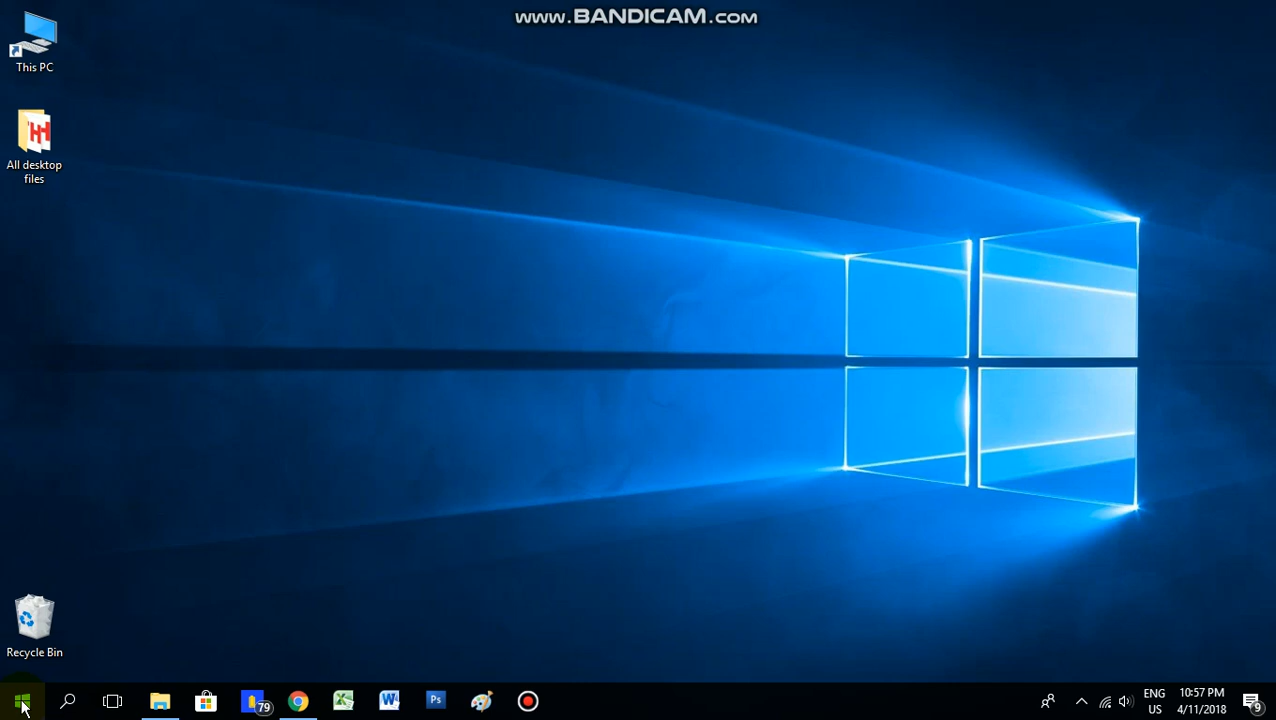 www.BANDICAM.com
This PC
All desktop
files
Recycle Bin
79
Ps
ENG
US
10:57 PM
4/11/2018
9